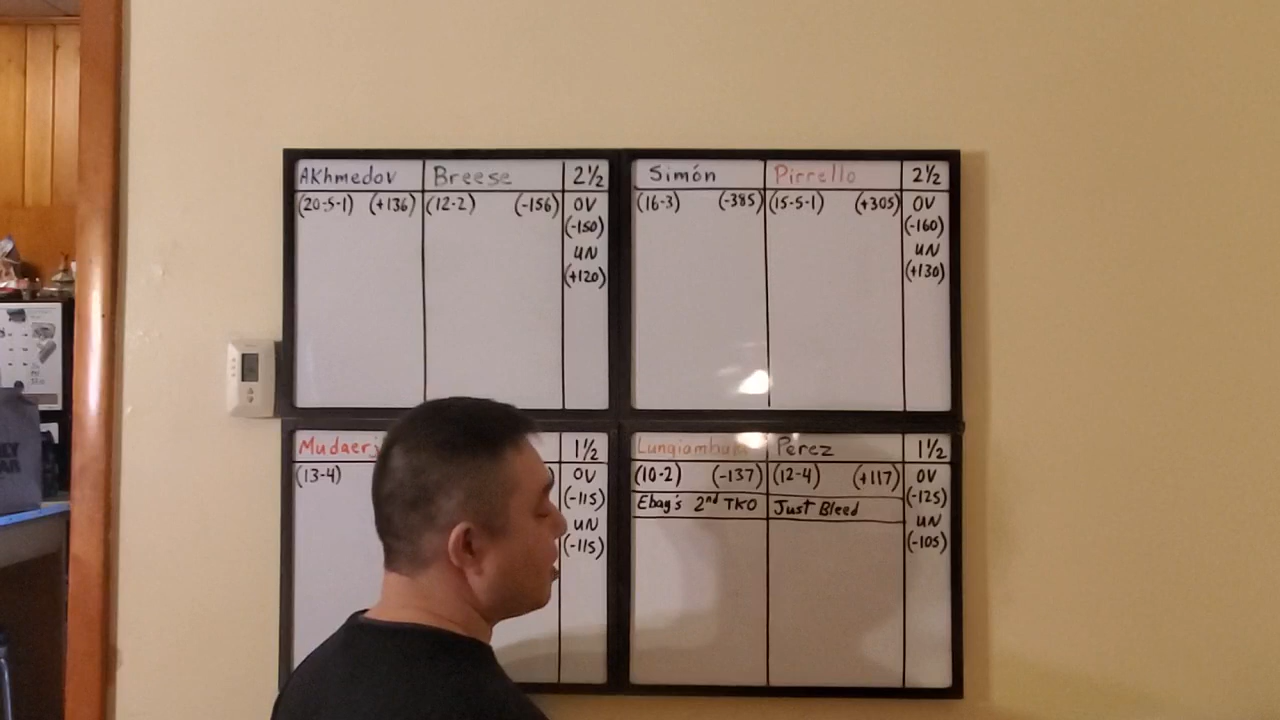 Akhmedov Breese 2½
(20-5-1) (+136) (12-2) (-156) OV
(-150)
UN
(+120)
Simón Pirrello 2½
(16-3) (-385) (15-5-1) (+305) OV
(-160)
UN
(+130)
Mudaerj 1½
(13-4) OV
(-115)
UN
(-115)
Lungiambula Perez 1½
(10-2) (-137) (12-4) (+117) OV
(-125)
Ebag's 2nd TKO Just Bleed
UN
(-105)